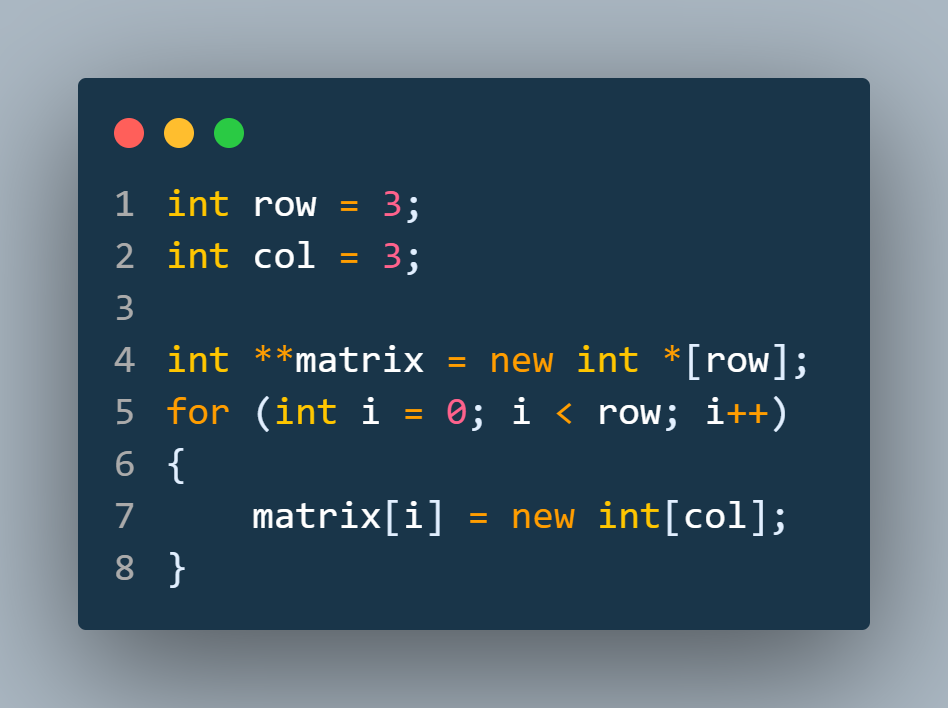 1 int row = 3;
2 int col = 3;
3
4 int **matrix = new int *[row];
5 for (int i = 0; i < row; i++)
6 {
7     matrix[i] = new int[col];
8 }